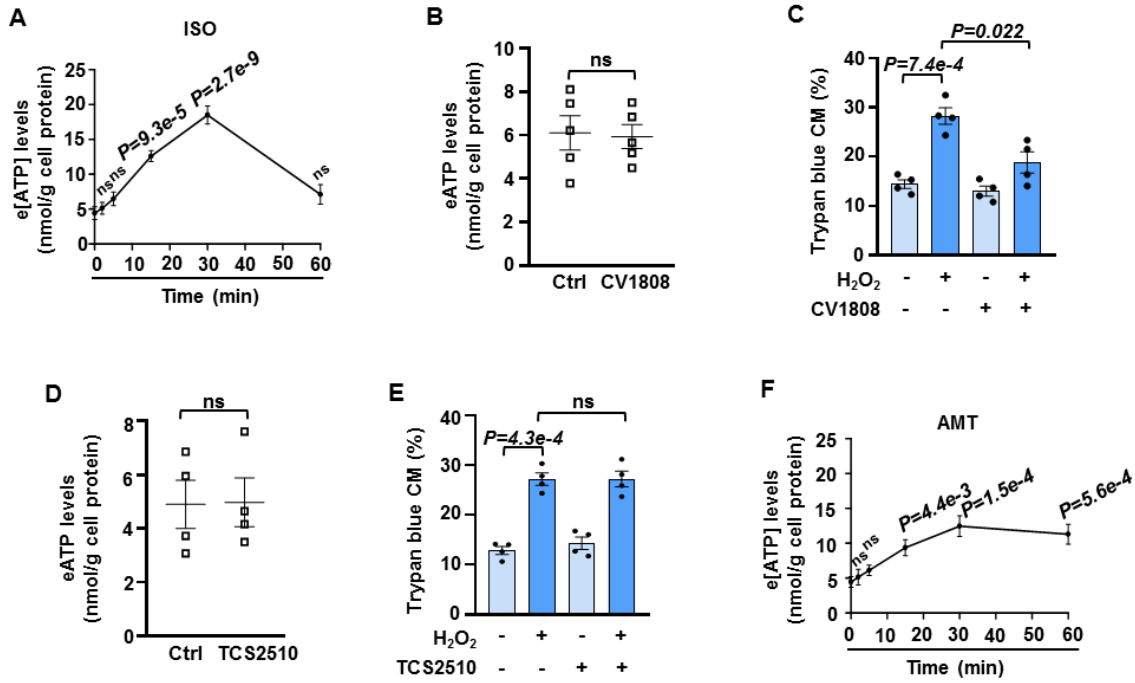 A
ISO
e[ATP] levels
(nmol/g cell protein)
25
20
15
10
5
0
ns
ns
P=9.3e-5
P=2.7e-9
ns
0 10 20 30 40 50 60
Time (min)
B
eATP levels
(nmol/g cell protein)
10
8
6
4
2
0
ns
Ctrl CV1808
C
Trypan blue CM (%)
40
30
20
10
0
P=0.022
P=7.4e-4
H2O2 - + - +
CV1808 - - + +
D
eATP levels
(nmol/g cell protein)
8
6
4
2
0
ns
Ctrl TCS2510
E
Trypan blue CM (%)
40
30
20
10
0
ns
P=4.3e-4
H2O2 - + - +
TCS2510 - - + +
F
AMT
e[ATP] levels
(nmol/g cell protein)
25
20
15
10
5
0
ns
ns
P=4.4e-3
P=1.5e-4
P=5.6e-4
0 10 20 30 40 50 60
Time (min)